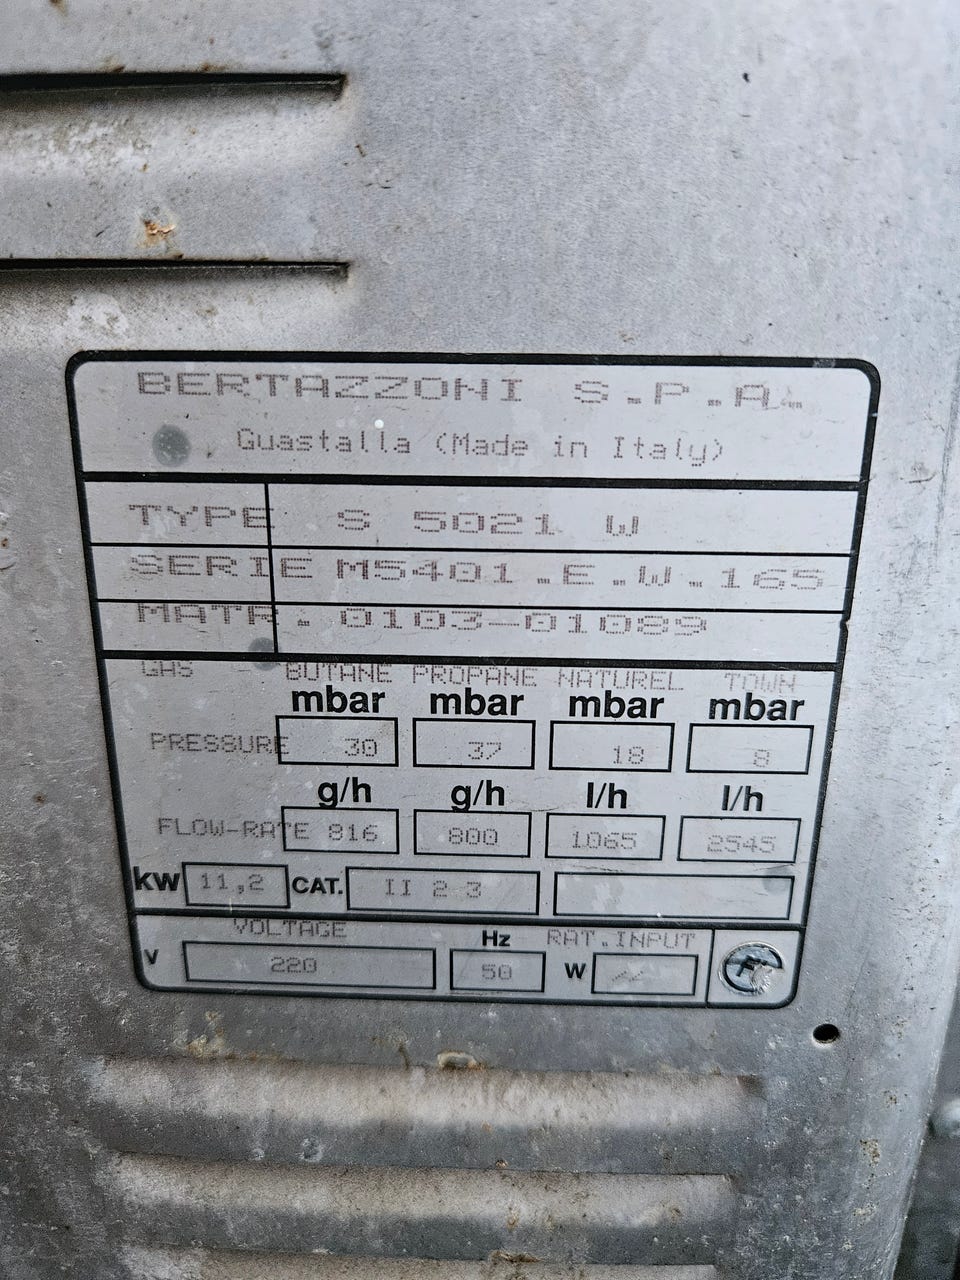 BERTAZZONI S.P.A.
Guastalla (Made in Italy)
TYPE S 5021 W
SERIE M5401.E.W.165
MATR. 0103-01089
GAS - BUTANE PROPANE NATUREL TOWN
mbar mbar mbar mbar
PRESSURE 30 37 18 8
g/h g/h l/h l/h
FLOW-RATE 816 800 1065 2545
KW 11,2 CAT. II 2 3
VOLTAGE Hz RAT.INPUT
V 220 50 W